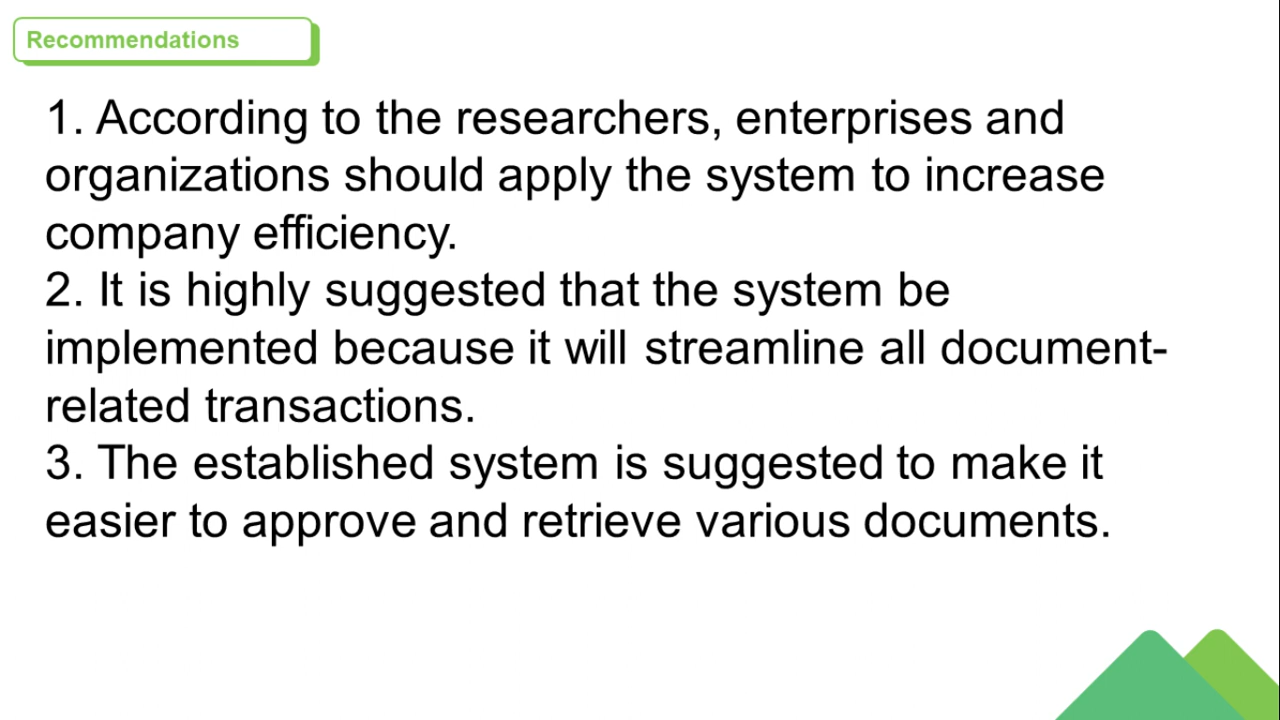 Recommendations
1. According to the researchers, enterprises and
organizations should apply the system to increase
company efficiency.
2. It is highly suggested that the system be
implemented because it will streamline all document-
related transactions.
3. The established system is suggested to make it
easier to approve and retrieve various documents.